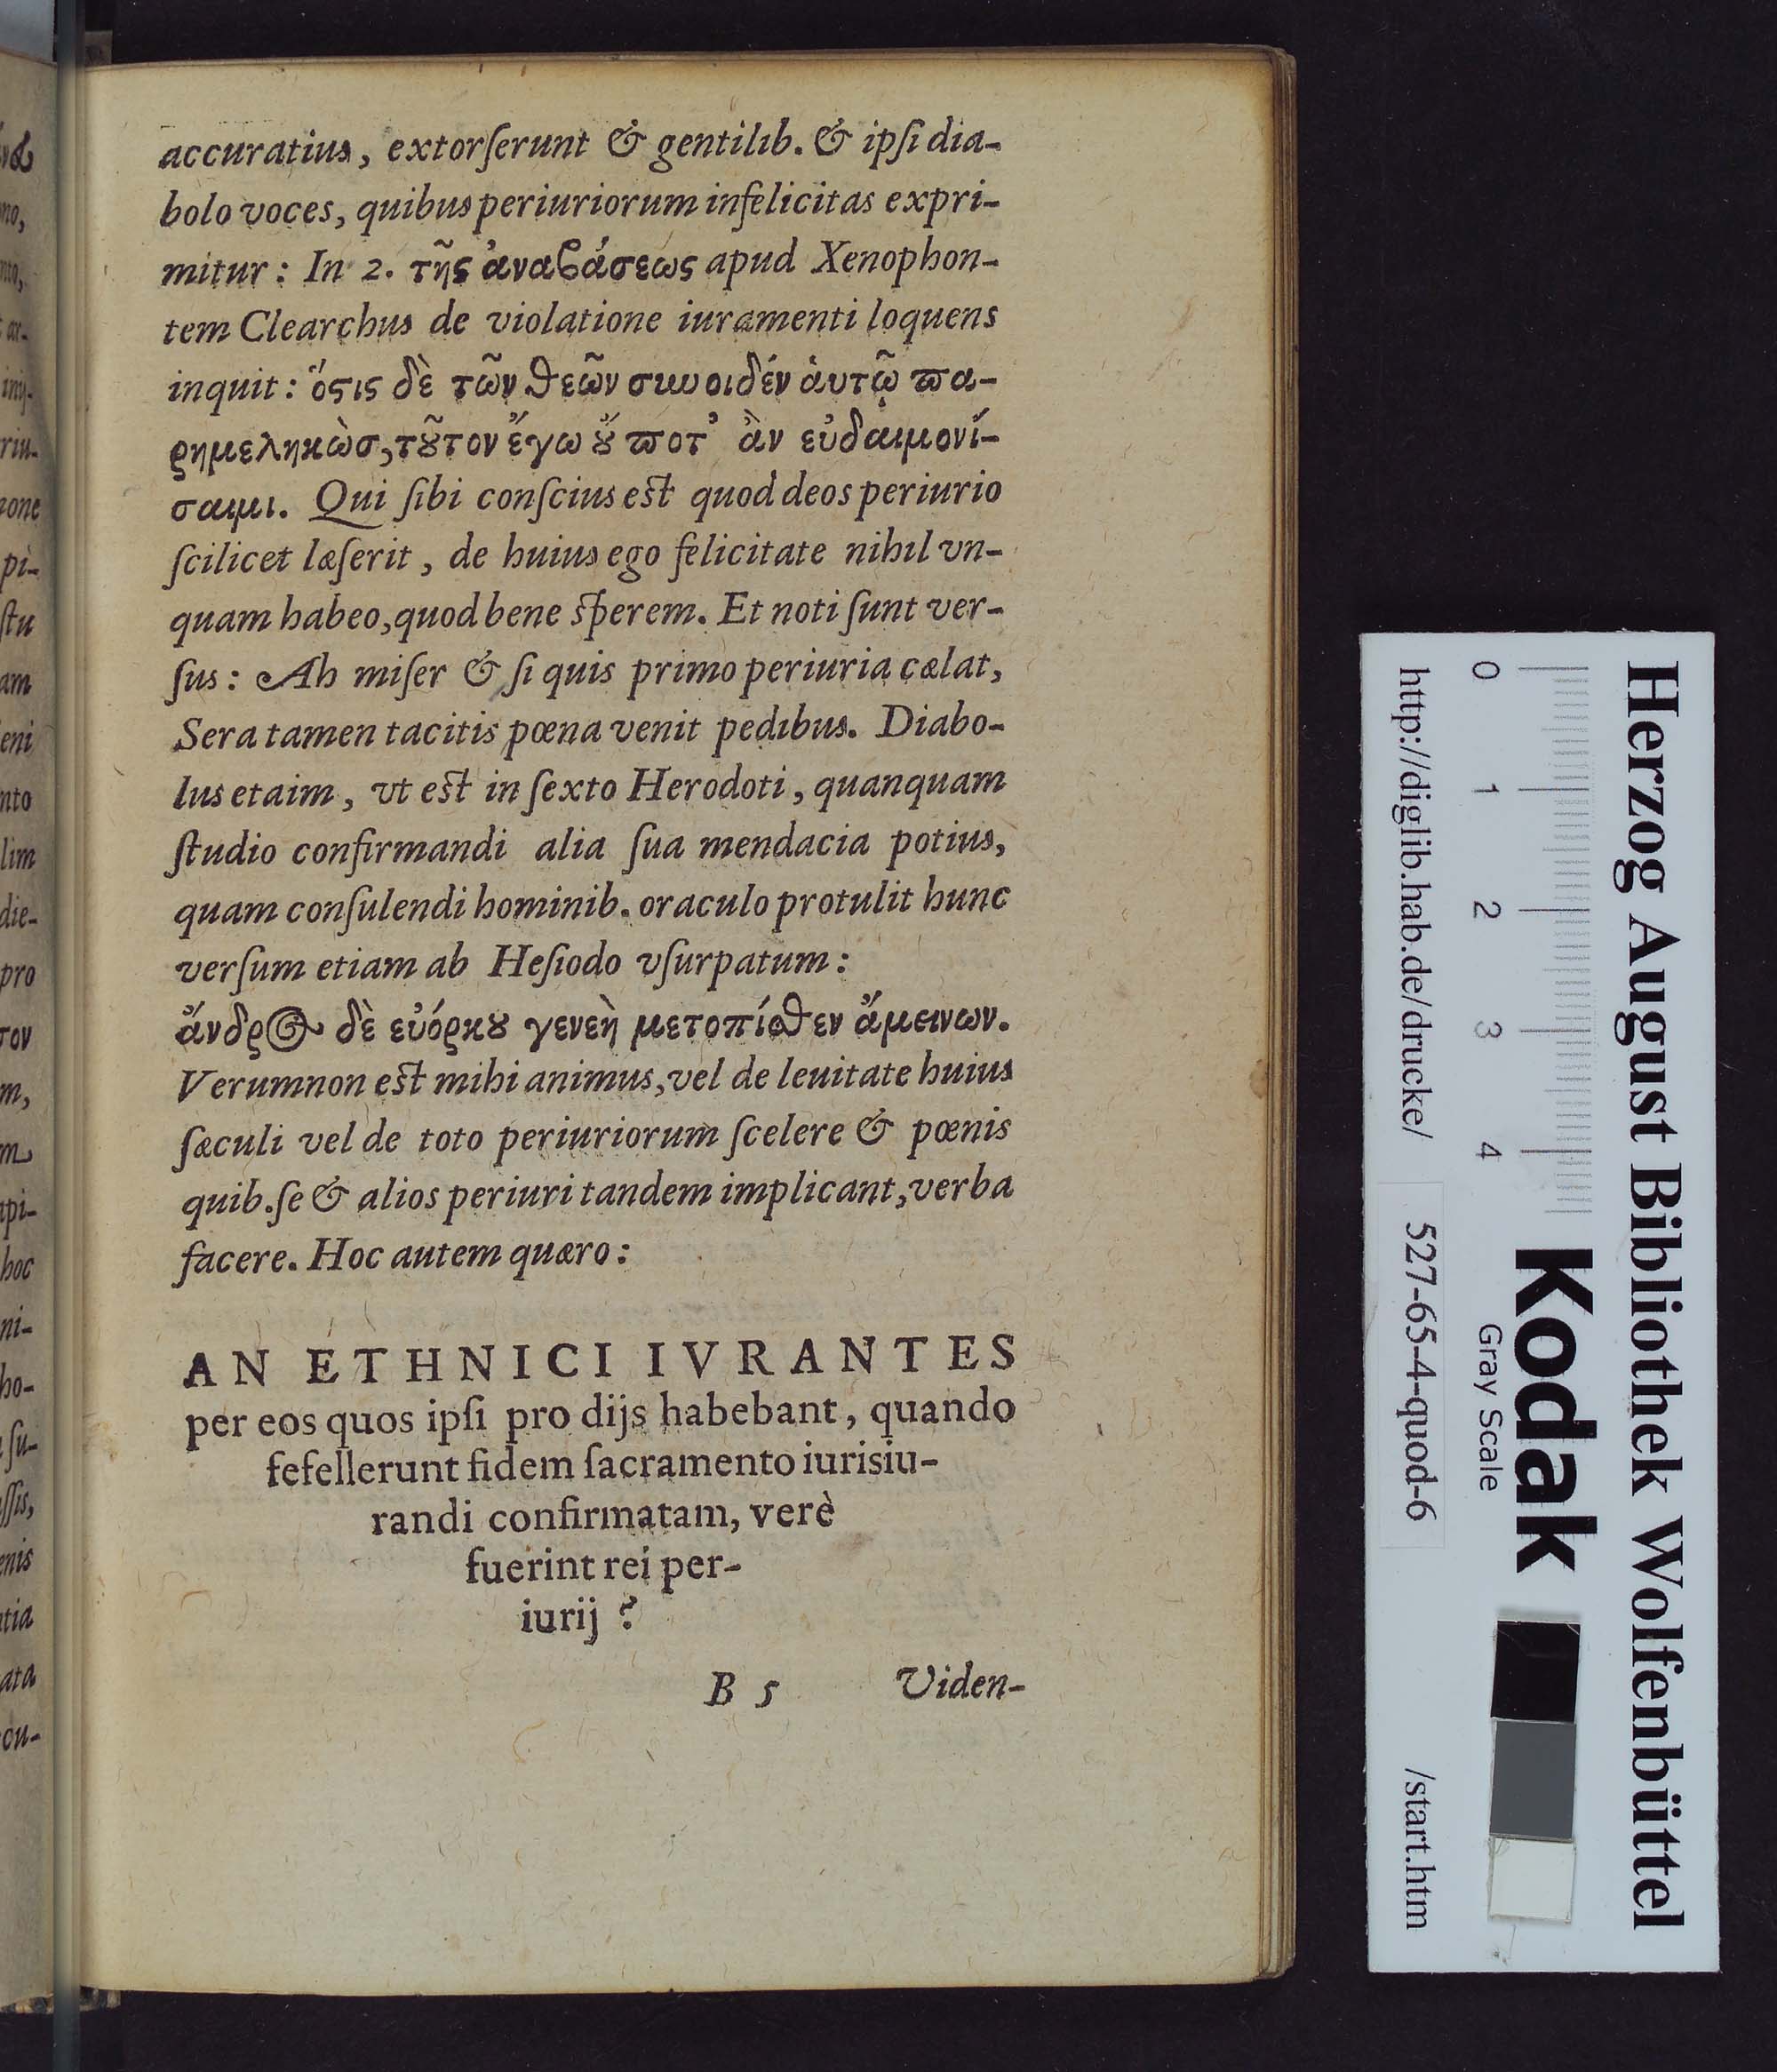 accuratius, extorſerunt & gentilib. & ipſi dia-
bolo voces, quibus periuriorum infelicitas expri-
mitur: In 2. τῆς ἀναϐάσεως apud Xenophon-
tem Clearchus de violatione iuramenti loquens
inquit: ὅςις δὲ τῶν θεῶν σιωοιδέν ἁυτῷ ϖα-
ρημεληκὼσ, τȣ͂τον ἔγω ȣ̓́ ϖοτ’ ἂν εὐδαιμονί-
σαιμι. Qui ſibi conſcius est quod deos periurio
ſcilicet læſerit, de huius ego felicitate nihil vn-
quam habeo, quod bene sperem. Et noti ſunt ver-
ſus: Ah miſer & ſi quis primo periuria cælat,
Sera tamen tacitis pœna venit pedibus. Diabo-
lus etaim, vt est in ſexto Herodoti, quanquam
ſtudio confirmandi alia ſua mendacia potius,
quam conſulendi hominib. oraculo protulit hunc
verſum etiam ab Heſiodo vſurpatum:
ἄνδρος δὲ εὐόρκȣ γενεὴ μετοπίσθεν ἄμεινων.
Verumnon est mihi animus, vel de leuitate huius
ſæculi vel de toto periuriorum ſcelere & pœnis
quib. ſe & alios periuri tandem implicant, verba
facere. Hoc autem quæro:
AN ETHNICI IVRANTES
per eos quos ipſi pro dijs habebant, quando
fefellerunt fidem ſacramento iurisiu-
randi confirmatam, verè
fuerint rei per-
iurij?
B 5 Viden-
Herzog August Bibliothek Wolfenbüttel
Kodak
Gray Scale
0 1 2 3 4
http://diglib.hab.de/drucke/ 527-65-4-quod-6 /start.htm